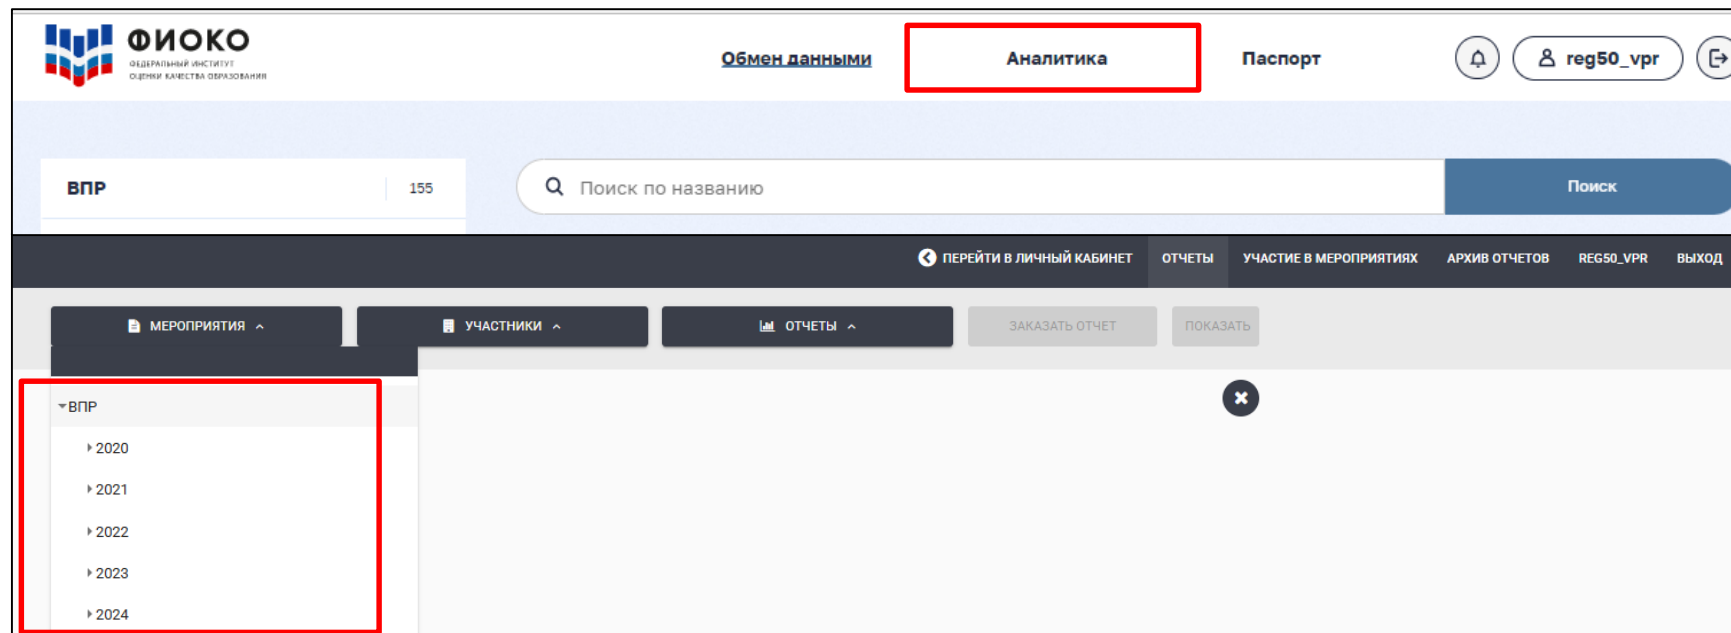 ФИОКО
ФЕДЕРАЛЬНЫЙ ИНСТИТУТ
ОЦЕНКИ КАЧЕСТВА ОБРАЗОВАНИЯ
Обмен данными
Аналитика
Паспорт
reg50_vpr
ВПР
155
Поиск по названию
Поиск
ПЕРЕЙТИ В ЛИЧНЫЙ КАБИНЕТ
ОТЧЕТЫ
УЧАСТИЕ В МЕРОПРИЯТИЯХ
АРХИВ ОТЧЕТОВ
REG50_VPR
ВЫХОД
МЕРОПРИЯТИЯ
УЧАСТНИКИ
ОТЧЕТЫ
ЗАКАЗАТЬ ОТЧЕТ
ПОКАЗАТЬ
ВПР
2020
2021
2022
2023
2024